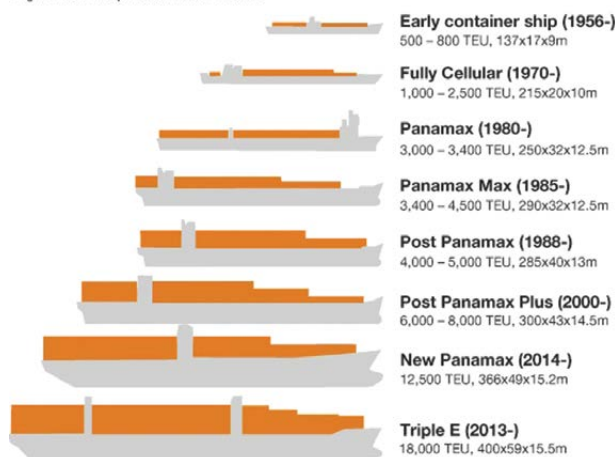 Early container ship (1956-)
500 – 800 TEU, 137x17x9m
Fully Cellular (1970-)
1,000 – 2,500 TEU, 215x20x10m
Panamax (1980-)
3,000 – 3,400 TEU, 250x32x12.5m
Panamax Max (1985-)
3,400 – 4,500 TEU, 290x32x12.5m
Post Panamax (1988-)
4,000 – 5,000 TEU, 285x40x13m
Post Panamax Plus (2000-)
6,000 – 8,000 TEU, 300x43x14.5m
New Panamax (2014-)
12,500 TEU, 366x49x15.2m
Triple E (2013-)
18,000 TEU, 400x59x15.5m